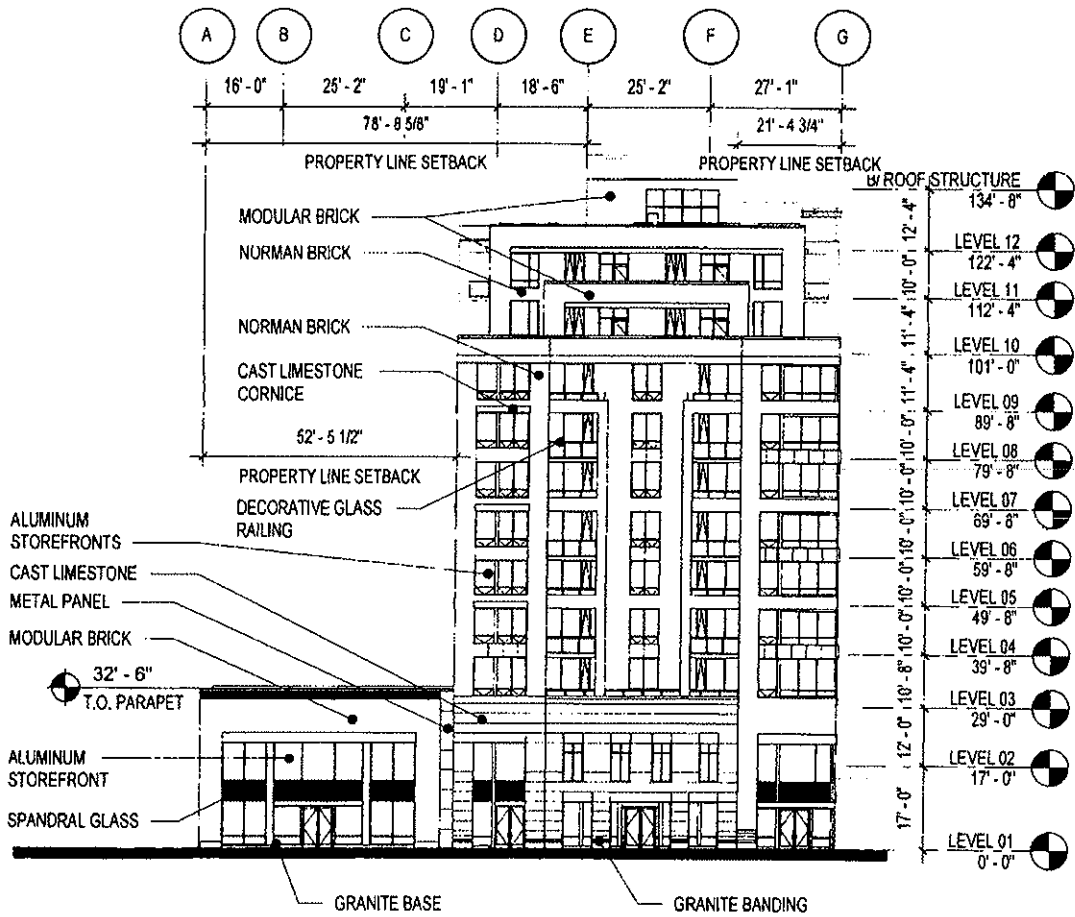 A B C D E F G
16' - 0" 25' - 2" 19' - 1" 18' - 6" 25' - 2" 27' - 1"
78' - 8 5/8" 21' - 4 3/4"
PROPERTY LINE SETBACK PROPERTY LINE SETBACK
B/ ROOF STRUCTURE
134' - 8"
MODULAR BRICK
12' - 4"
NORMAN BRICK
LEVEL 12
122' - 4"
10' - 0"
LEVEL 11
112' - 4"
NORMAN BRICK
11' - 4"
LEVEL 10
101' - 0"
CAST LIMESTONE
CORNICE
11' - 4"
LEVEL 09
89' - 8"
52' - 5 1/2"
10' - 0"
PROPERTY LINE SETBACK
LEVEL 08
79' - 8"
10' - 0"
DECORATIVE GLASS
RAILING
LEVEL 07
69' - 8"
ALUMINUM
STOREFRONTS
10' - 0"
LEVEL 06
59' - 8"
CAST LIMESTONE
10' - 0"
METAL PANEL
LEVEL 05
49' - 8"
MODULAR BRICK
10' - 0"
LEVEL 04
39' - 8"
32' - 6"
T.O. PARAPET
10' - 8"
LEVEL 03
29' - 0"
12' - 0"
ALUMINUM
STOREFRONT
LEVEL 02
17' - 0"
SPANDRAL GLASS
17' - 0"
LEVEL 01
0' - 0"
GRANITE BASE GRANITE BANDING